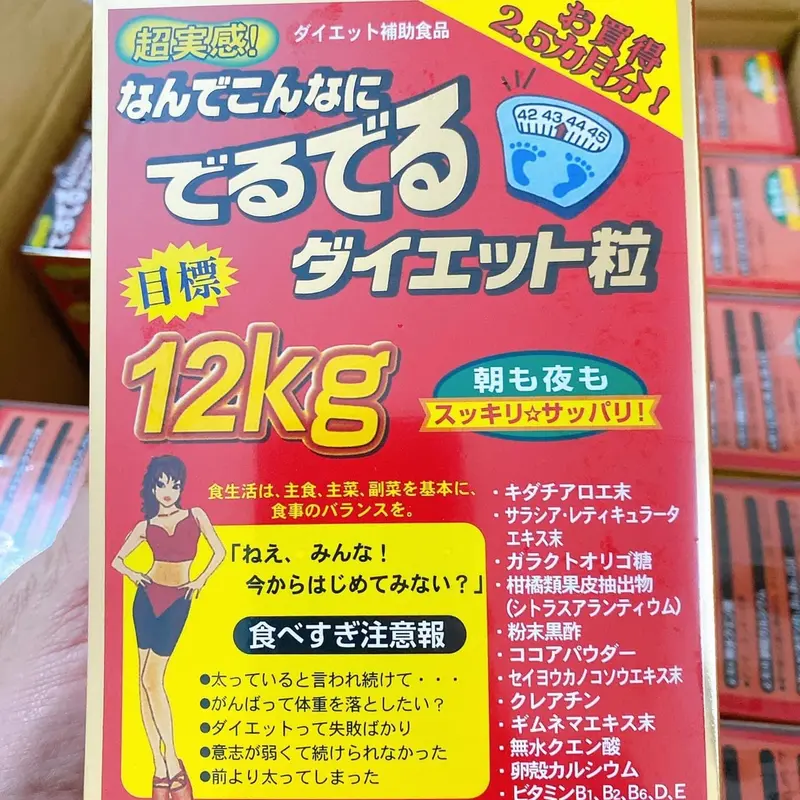 超実感!
ダイエット補助食品
お買得
2.5カ月分!
なんでこんなに
でるでる
42 43 44 45
ダイエット粒
目標
12kg
朝も夜も
スッキリ☆サッパリ!
食生活は、主食、主菜、副菜を基本に、
食事のバランスを。
「ねえ、みんな!
今からはじめてみない?」
食べすぎ注意報
●太っていると言われ続けて・・・
●がんばって体重を落としたい?
●ダイエットって失敗ばかり
●意志が弱くて続けられなかった
●前より太ってしまった
・キダチアロエ末
・サラシア・レティキュラータ
エキス末
・ガラクトオリゴ糖
・柑橘類果皮抽出物
(シトラスアランティウム)
・粉末黒酢
・ココアパウダー
・セイヨウカノコソウエキス末
・クレアチン
・ギムネマエキス末
・無水クエン酸
・卵殻カルシウム
・ビタミンB1、B2、B6、D、E